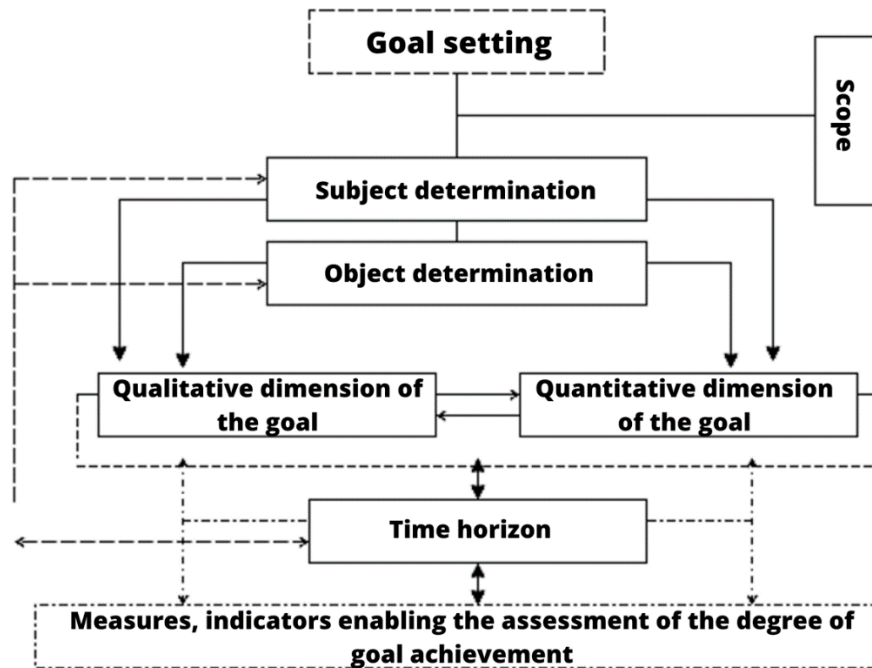 Goal setting
Scope
Subject determination
Object determination
Qualitative dimension of
the goal
Quantitative dimension
of the goal
Time horizon
Measures, indicators enabling the assessment of the degree of
goal achievement